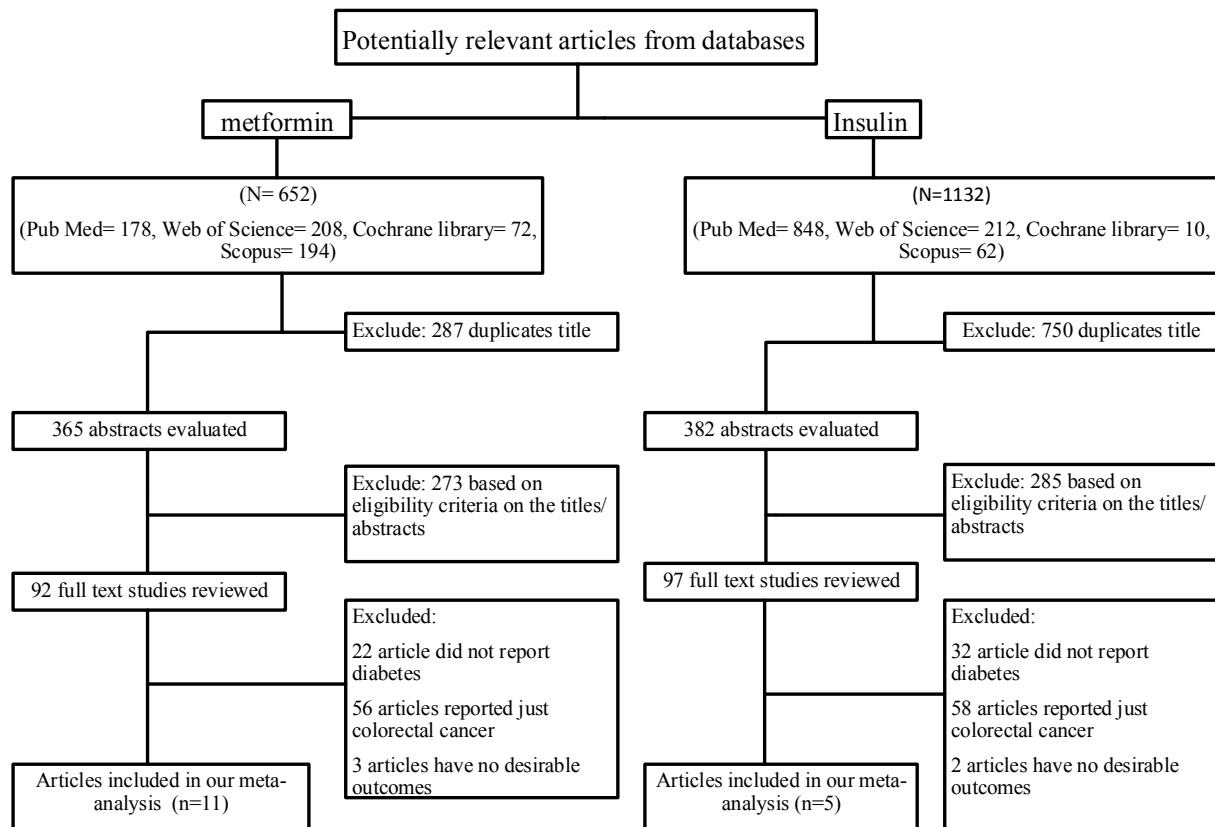 Potentially relevant articles from databases
metformin
Insulin
(N= 652)
(Pub Med= 178, Web of Science= 208, Cochrane library= 72,
Scopus= 194)
(N=1132)
(Pub Med= 848, Web of Science= 212, Cochrane library= 10,
Scopus= 62)
Exclude: 287 duplicates title
Exclude: 750 duplicates title
365 abstracts evaluated
382 abstracts evaluated
Exclude: 273 based on
eligibility criteria on the titles/
abstracts
Exclude: 285 based on
eligibility criteria on the titles/
abstracts
92 full text studies reviewed
97 full text studies reviewed
Excluded:
22 article did not report
diabetes
56 articles reported just
colorectal cancer
3 articles have no desirable
outcomes
Excluded:
32 article did not report
diabetes
58 articles reported just
colorectal cancer
2 articles have no desirable
outcomes
Articles included in our meta-
analysis (n=11)
Articles included in our meta-
analysis (n=5)